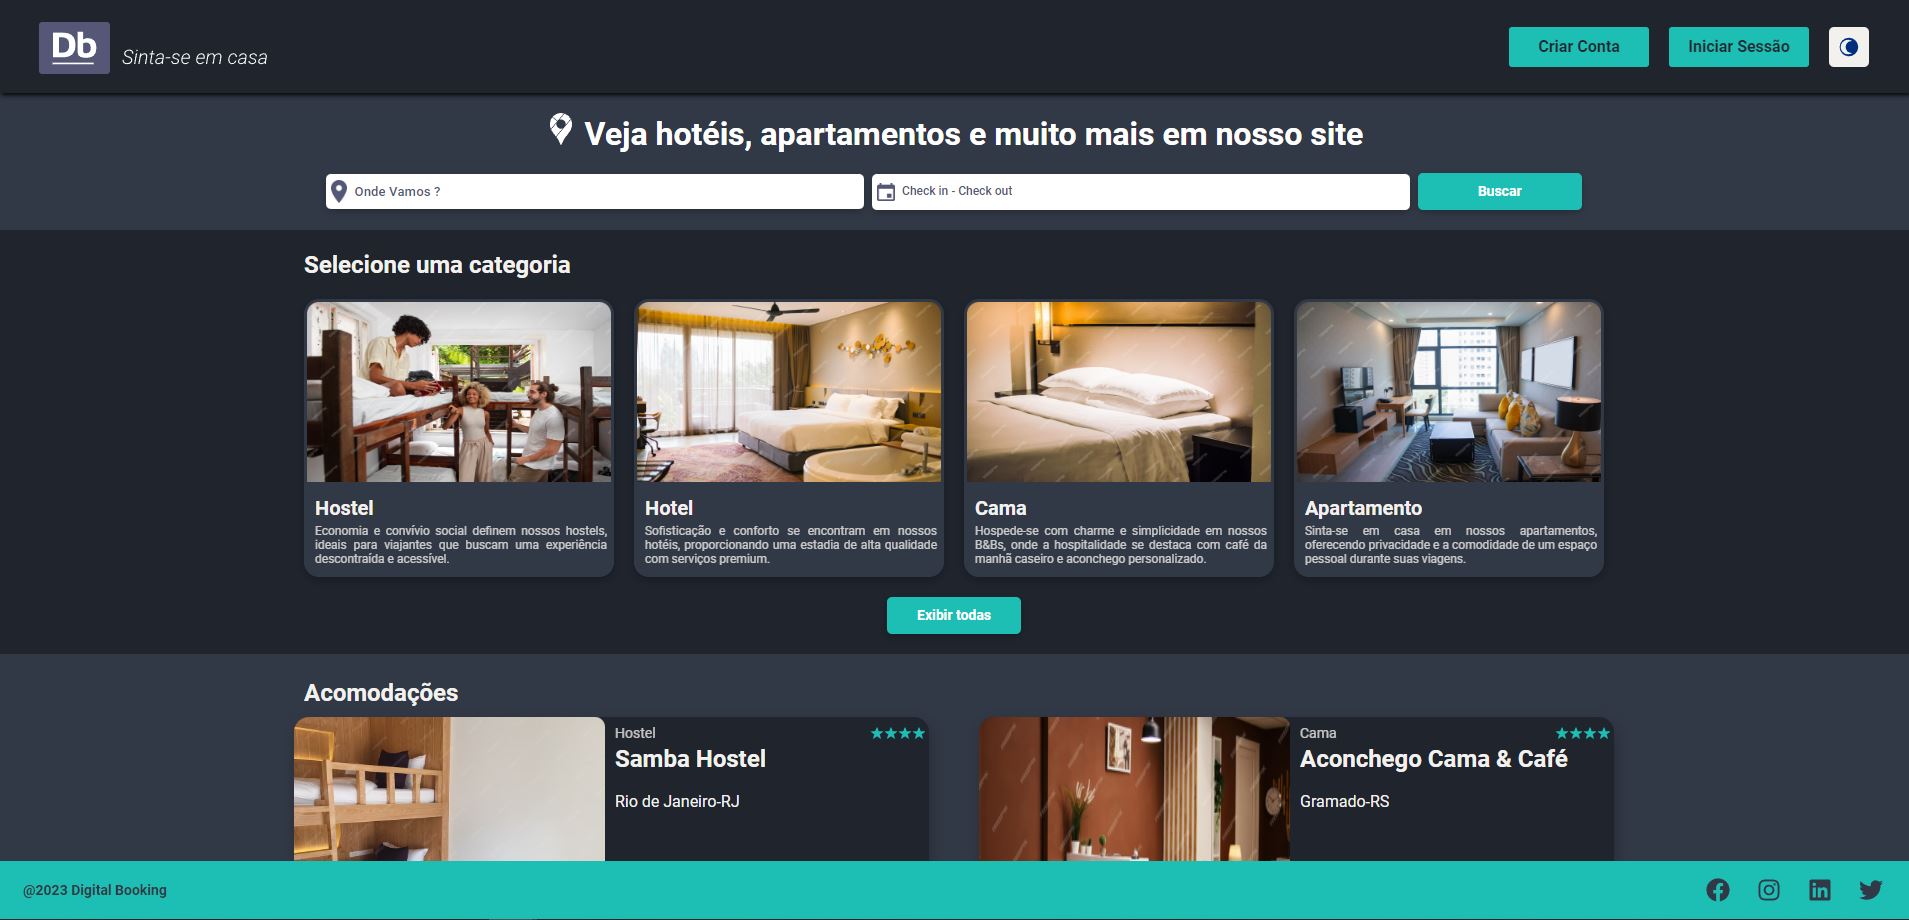 Db
Sinta-se em casa
Criar Conta
Iniciar Sessão
Veja hotéis, apartamentos e muito mais em nosso site
Onde Vamos ?
Check in - Check out
Buscar
Selecione uma categoria
Hostel
Economia e convívio social definem nossos hostels,
ideais para viajantes que buscam uma experiência
descontraída e acessível.
Hotel
Sofisticação e conforto se encontram em nossos
hotéis, proporcionando uma estadia de alta qualidade
com serviços premium.
Cama
Hospede-se com charme e simplicidade em nossos
B&Bs, onde a hospitalidade se destaca com café da
manhã caseiro e aconchego personalizado.
Apartamento
Sinta-se em casa em nossos apartamentos,
oferecendo privacidade e a comodidade de um espaço
pessoal durante suas viagens.
Exibir todas
Acomodações
Hostel
Samba Hostel
Rio de Janeiro-RJ
Cama
Aconchego Cama & Café
Gramado-RS
@2023 Digital Booking